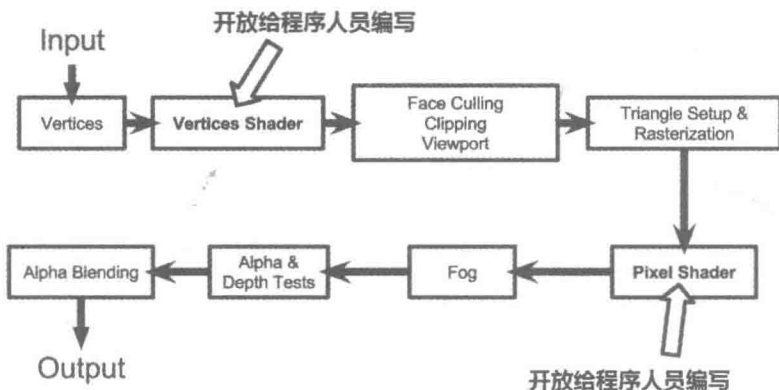 开放给程序人员编写
Input
Vertices
Vertices Shader
Face Culling
Clipping
Viewport
Triangle Setup &
Rasterization
Alpha Blending
Alpha &
Depth Tests
Fog
Pixel Shader
Output
开放给程序人员编写